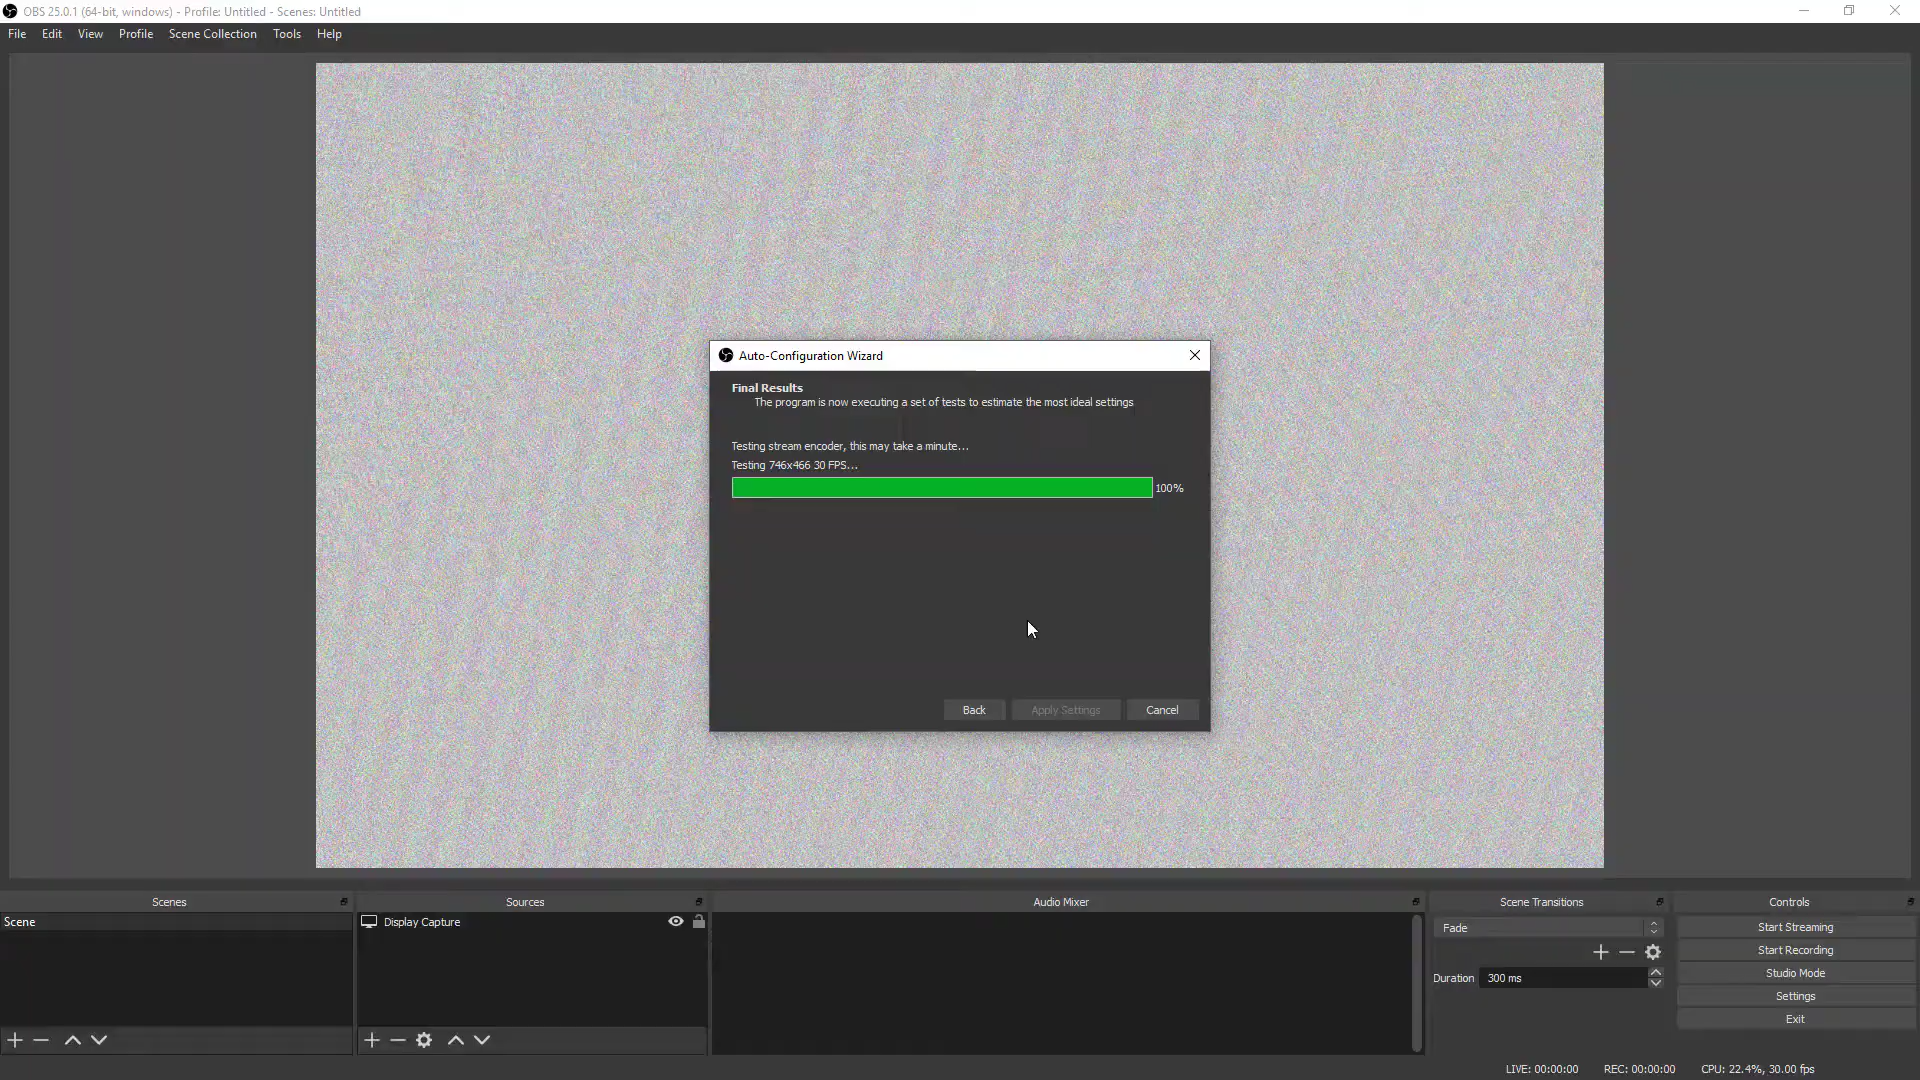 OBS 25.0.1 (64-bit, windows) - Profile: Untitled - Scenes: Untitled
File Edit View Profile Scene Collection Tools Help
Auto-Configuration Wizard
Final Results
The program is now executing a set of tests to estimate the most ideal settings
Testing stream encoder, this may take a minute...
Testing 746x466 30 FPS...
100%
Back Apply Settings Cancel
Scenes
Scene
Sources
Display Capture
Audio Mixer
Scene Transitions
Fade
Duration 300 ms
Controls
Start Streaming
Start Recording
Studio Mode
Settings
Exit
LIVE: 00:00:00 REC: 00:00:00 CPU: 22.4%, 30.00 fps